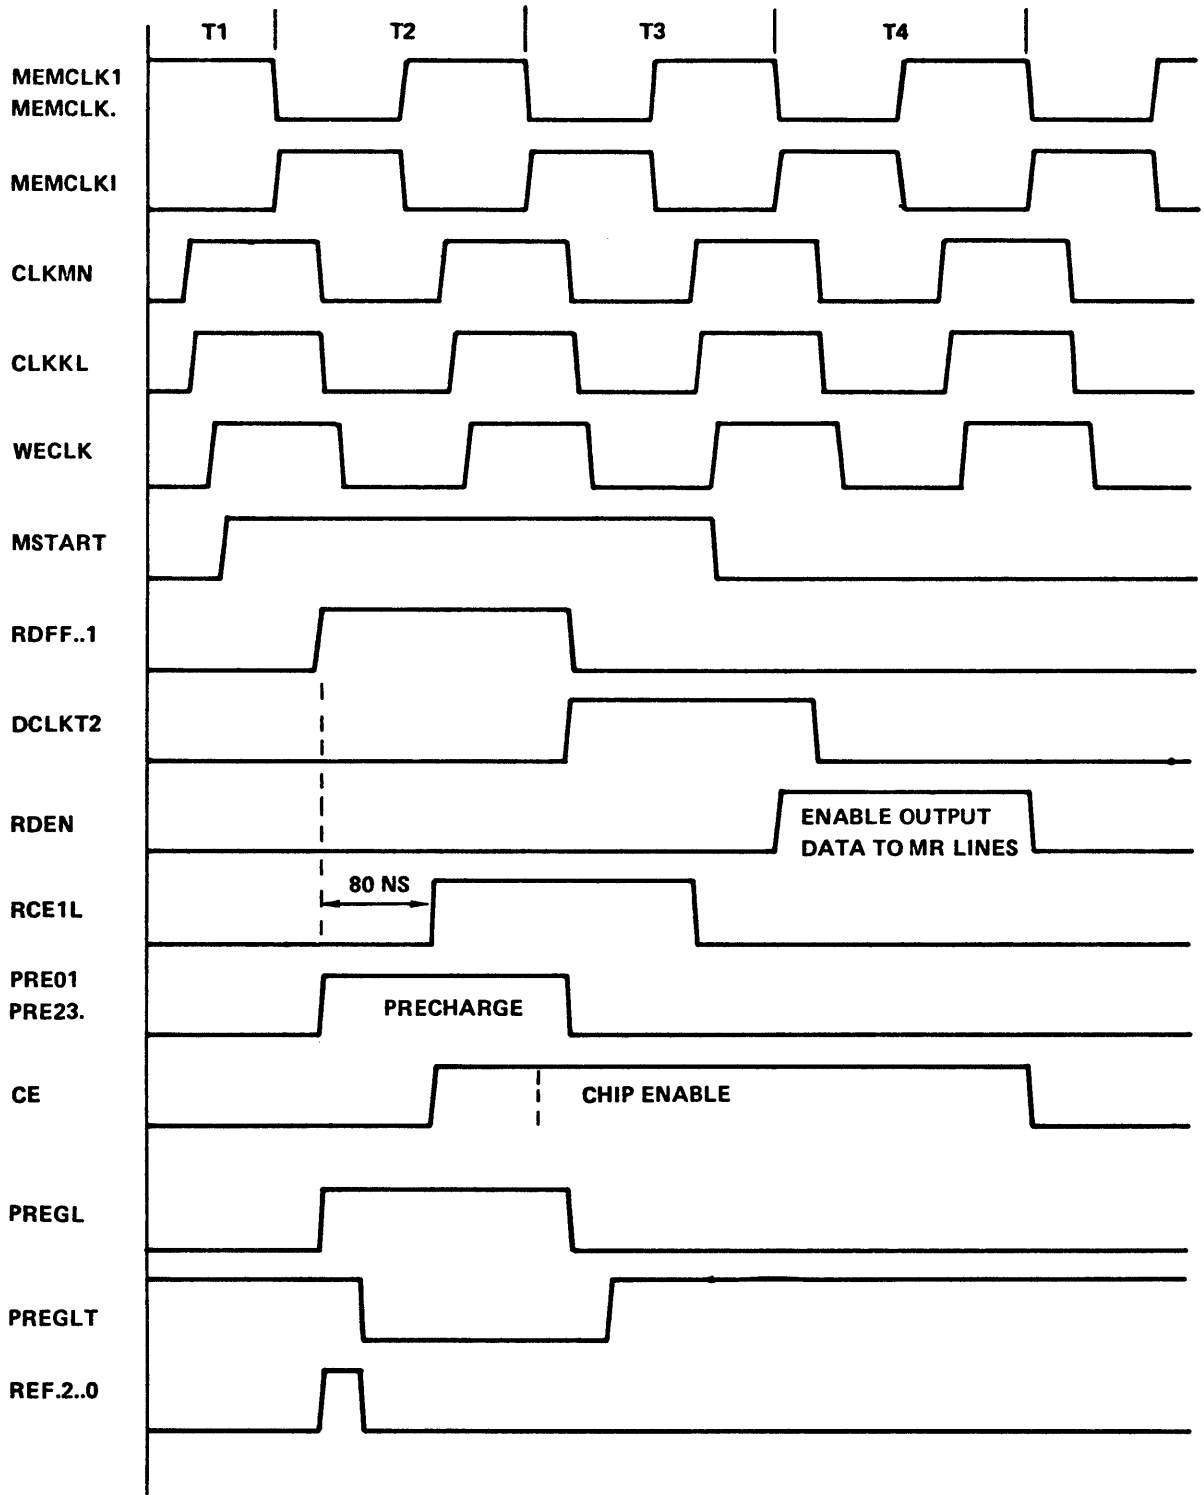 T1 T2 T3 T4
MEMCLK1
MEMCLK.
MEMCLKI
CLKMN
CLKKL
WECLK
MSTART
RDFF..1
DCLKT2
RDEN
ENABLE OUTPUT
DATA TO MR LINES
RCE1L
80 NS
PRE01
PRE23.
PRECHARGE
CE
CHIP ENABLE
PREGL
PREGLT
REF.2..0